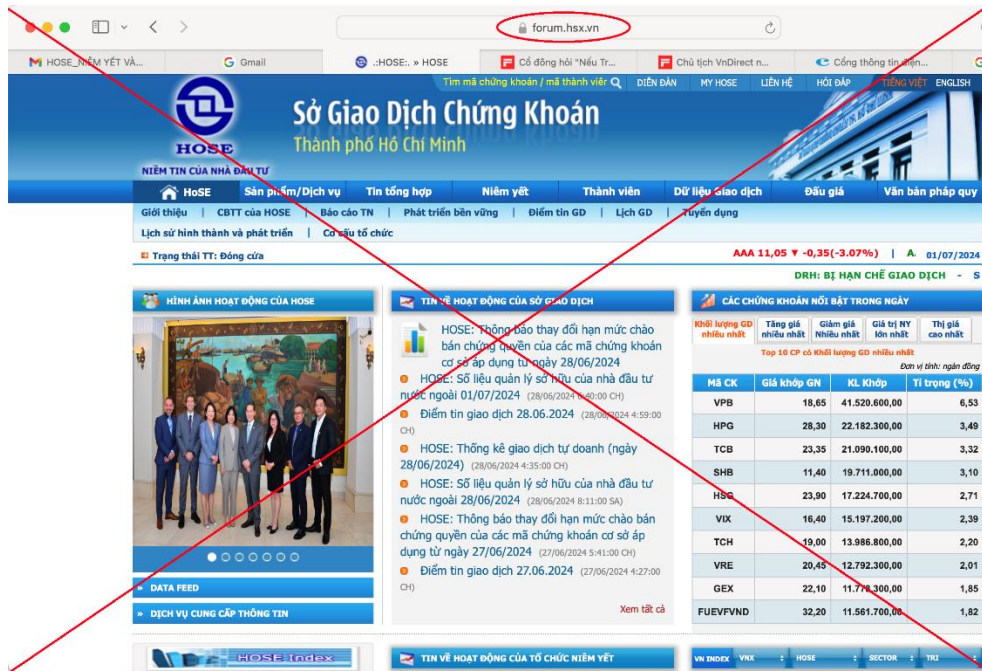 forum.hsx.vn
HOSE_NIÊM YẾT VÀ...
Gmail
.:HOSE:. » HOSE
Cổ đông hỏi "Nếu Tr...
Chủ tịch VnDirect n...
Cổng thông tin điện...
Tìm mã chứng khoán / mã thành viên
DIỄN ĐÀN
MY HOSE
LIÊN HỆ
HỎI ĐÁP
TIẾNG VIỆT
ENGLISH
HOSE
NIỀM TIN CỦA NHÀ ĐẦU TƯ
Sở Giao Dịch Chứng Khoán
Thành phố Hồ Chí Minh
HOSE
Sản phẩm/Dịch vụ
Tin tổng hợp
Niêm yết
Thành viên
Dữ liệu Giao dịch
Đấu giá
Văn bản pháp quy
Giới thiệu | CBTT của HOSE | Báo cáo TN | Phát triển bền vững | Điểm tin GD | Lịch GD | Tuyển dụng
Lịch sử hình thành và phát triển | Cơ cấu tổ chức
Trạng thái TT: Đóng cửa
AAA 11,05 ▼ -0,35(-3.07%) | A.
01/07/2024
DRH: BỊ HẠN CHẾ GIAO DỊCH - S
HÌNH ẢNH HOẠT ĐỘNG CỦA HOSE
» DATA FEED
» DỊCH VỤ CUNG CẤP THÔNG TIN
HOSE Index
TIN VỀ HOẠT ĐỘNG CỦA SỞ GIAO DỊCH
HOSE: Thông báo thay đổi hạn mức chào
bán chứng quyền của các mã chứng khoán
cơ sở áp dụng từ ngày 28/06/2024
HOSE: Số liệu quản lý sở hữu của nhà đầu tư
nước ngoài 01/07/2024 (28/06/2024 6:40:00 CH)
Điểm tin giao dịch 28.06.2024 (28/06/2024 4:59:00
CH)
HOSE: Thống kê giao dịch tự doanh (ngày
28/06/2024) (28/06/2024 4:35:00 CH)
HOSE: Số liệu quản lý sở hữu của nhà đầu tư
nước ngoài 28/06/2024 (28/06/2024 8:11:00 SA)
HOSE: Thông báo thay đổi hạn mức chào bán
chứng quyền của các mã chứng khoán cơ sở áp
dụng từ ngày 27/06/2024 (27/06/2024 5:41:00 CH)
Điểm tin giao dịch 27.06.2024 (27/06/2024 4:27:00
CH)
Xem tất cả
TIN VỀ HOẠT ĐỘNG CỦA TỔ CHỨC NIÊM YẾT
CÁC CHỨNG KHOÁN NỔI BẬT TRONG NGÀY
Khối lượng GD nhiều nhất
Tăng giá nhiều nhất
Giảm giá Nhiều nhất
Giá trị NY lớn nhất
Thị giá cao nhất
Top 10 CP có Khối lượng GD nhiều nhất
Đơn vị tính: ngàn đồng
Mã CK Giá khớp GN KL Khớp Tỉ trọng (%)
VPB 18,65 41.520.600,00 6,53
HPG 28,30 22.182.300,00 3,49
TCB 23,35 21.090.100,00 3,32
SHB 11,40 19.711.000,00 3,10
HSG 23,90 17.224.700,00 2,71
VIX 16,40 15.197.200,00 2,39
TCH 19,00 13.986.800,00 2,20
VRE 20,45 12.792.300,00 2,01
GEX 22,10 11.778.300,00 1,85
FUEVFVND 32,20 11.561.700,00 1,82
VN INDEX VNX HOSE SECTOR TRI